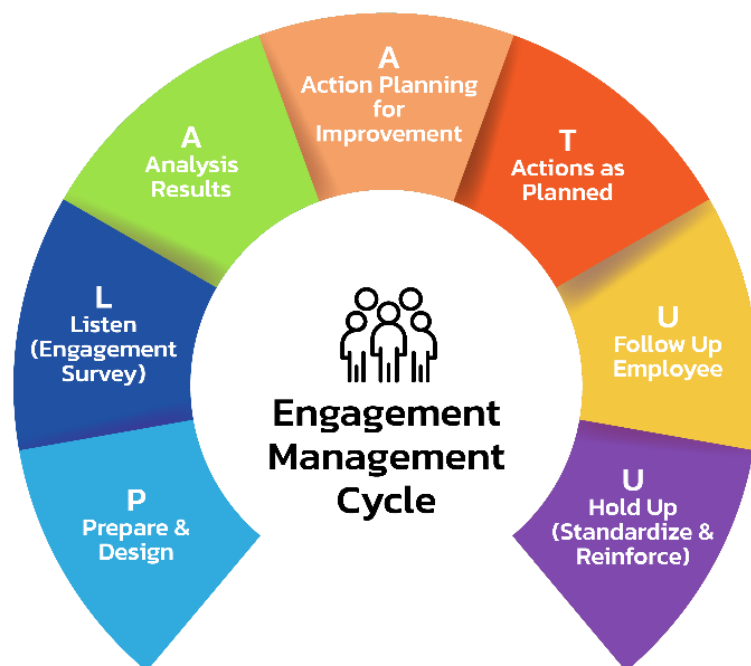 P
Prepare &
Design
L
Listen
(Engagement
Survey)
A
Analysis
Results
A
Action Planning
for
Improvement
T
Actions as
Planned
U
Follow Up
Employee
U
Hold Up
(Standardize &
Reinforce)
Engagement
Management
Cycle